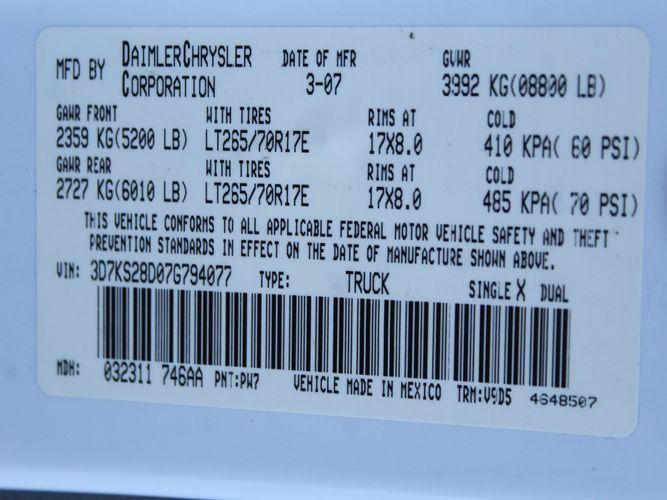 MFD BY DAIMLERCHRYSLER CORPORATION DATE OF MFR 3-07 GVWR 3992 KG(08800 LB)
GAWR FRONT WITH TIRES RIMS AT COLD
2359 KG(5200 LB) LT265/70R17E 17X8.0 410 KPA( 60 PSI)
GAWR REAR WITH TIRES RIMS AT COLD
2727 KG(6010 LB) LT265/70R17E 17X8.0 485 KPA( 70 PSI)
THIS VEHICLE CONFORMS TO ALL APPLICABLE FEDERAL MOTOR VEHICLE SAFETY AND THEFT
PREVENTION STANDARDS IN EFFECT ON THE DATE OF MANUFACTURE SHOWN ABOVE.
VIN: 3D7KS28D07G794077 TYPE: TRUCK SINGLE X DUAL
MDH: 032311 746AA PNT:PW7 VEHICLE MADE IN MEXICO TRM:V9D5 4648507